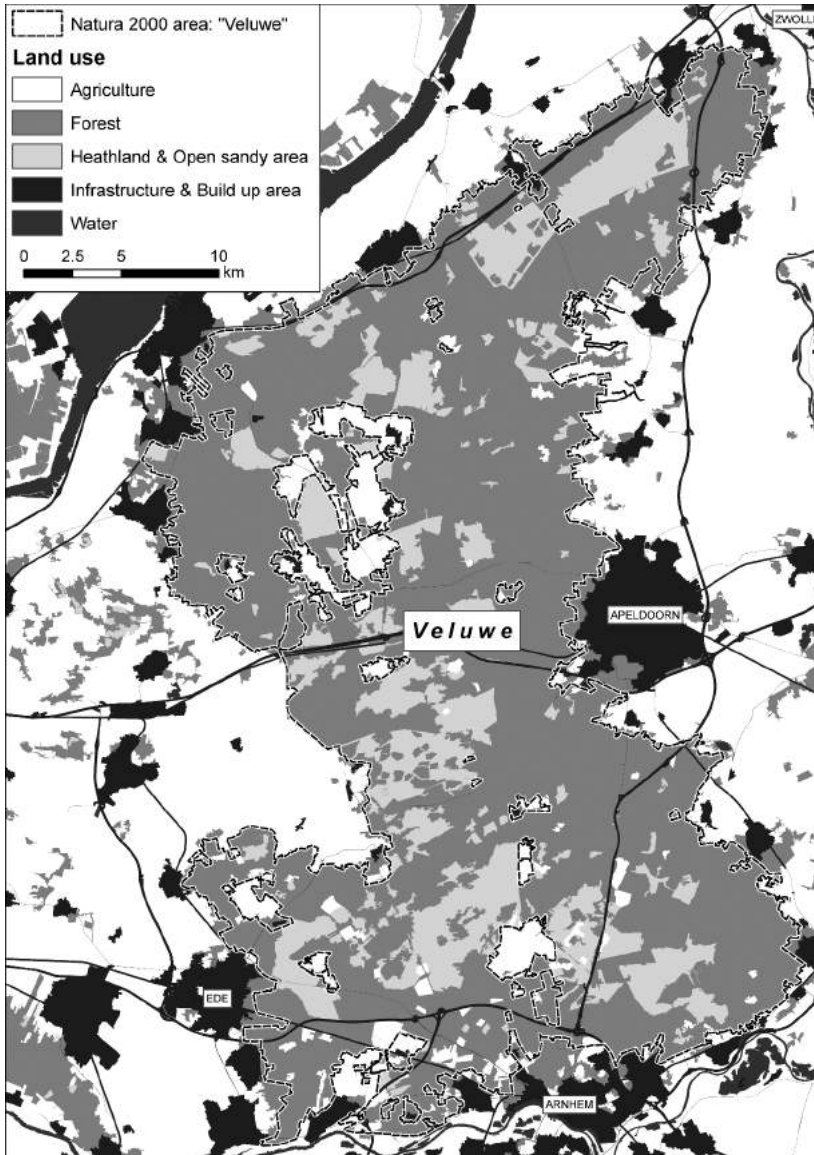 Natura 2000 area: "Veluwe"
Land use
Agriculture
Forest
Heathland & Open sandy area
Infrastructure & Build up area
Water
0 2.5 5 10
km
ZWOLL
Veluwe
APELDOORN
EDE
ARNHEM